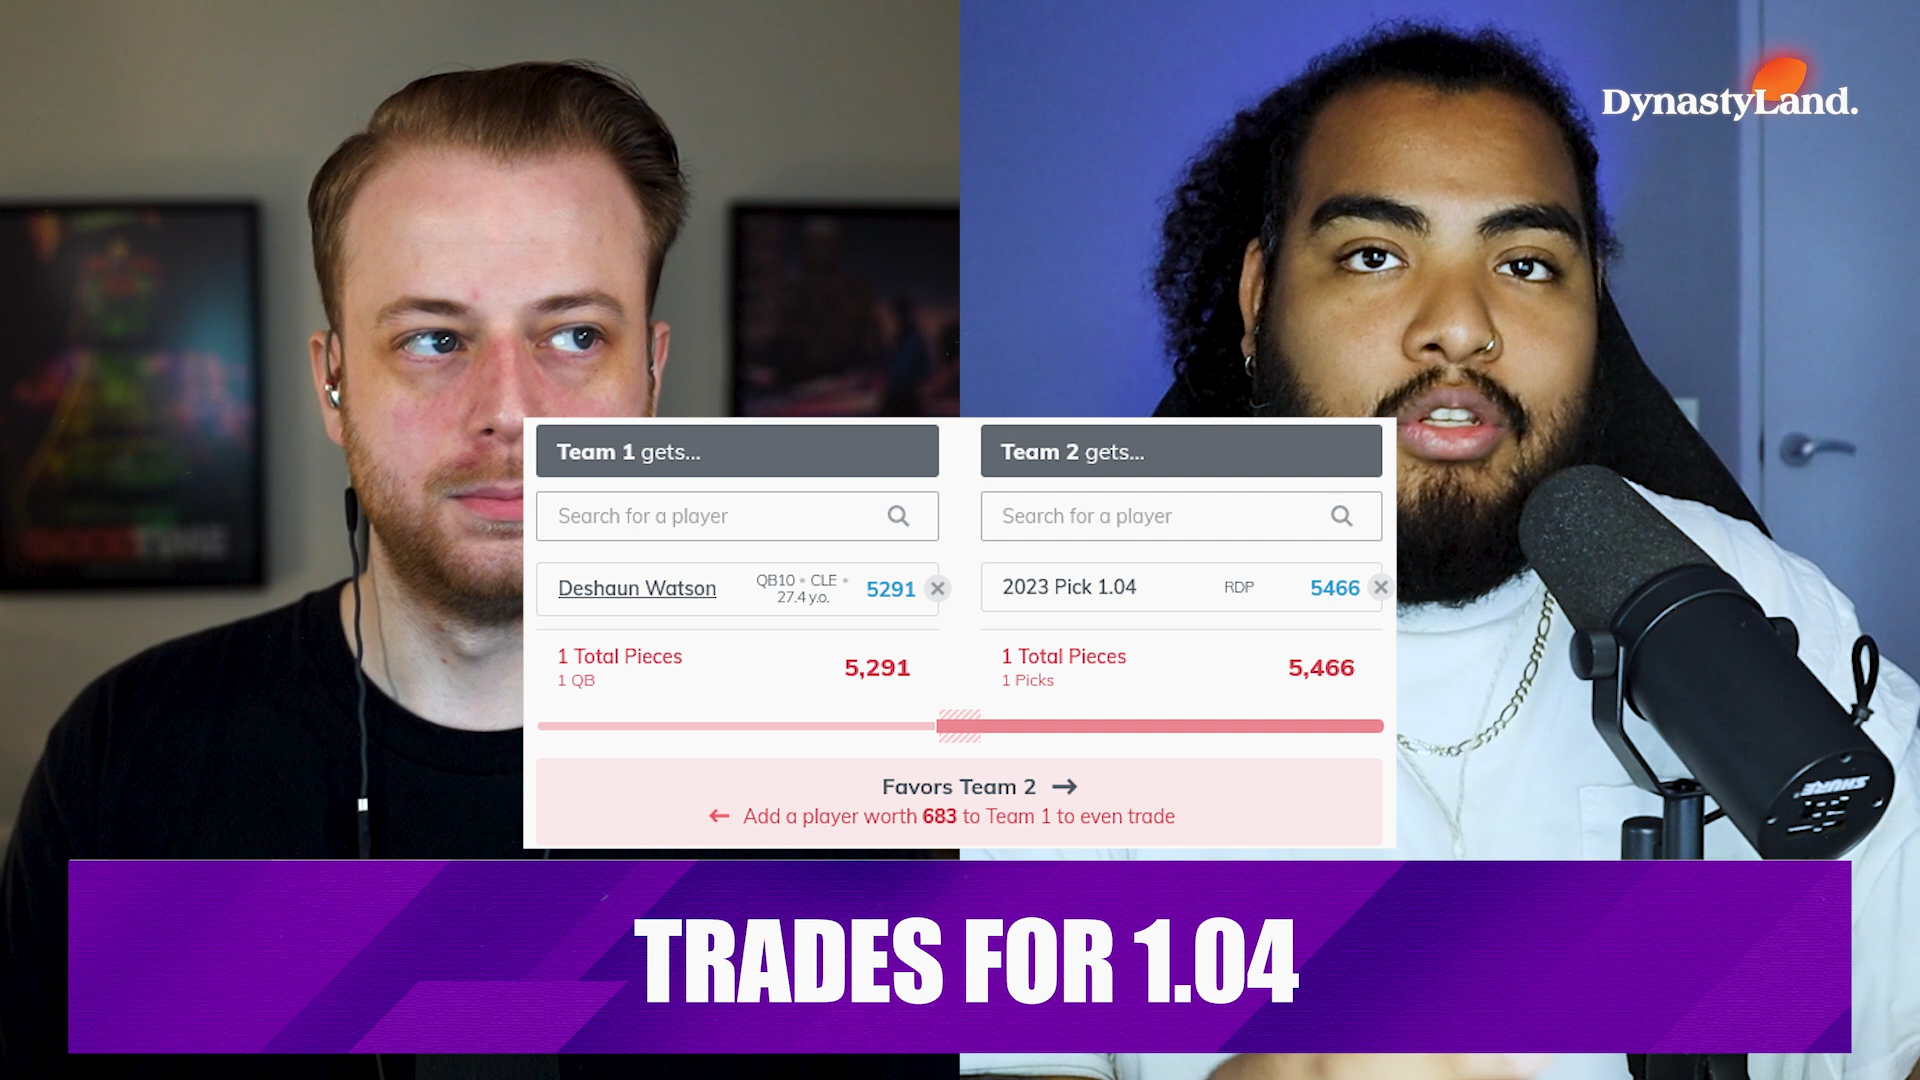 DynastyLand.
Team 1 gets...
Search for a player
Deshaun Watson
QB10 • CLE •
27.4 y.o.
5291
1 Total Pieces
1 QB
5,291
Team 2 gets...
Search for a player
2023 Pick 1.04
RDP
5466
1 Total Pieces
1 Picks
5,466
Favors Team 2 →
← Add a player worth 683 to Team 1 to even trade
SHURE
TRADES FOR 1.04